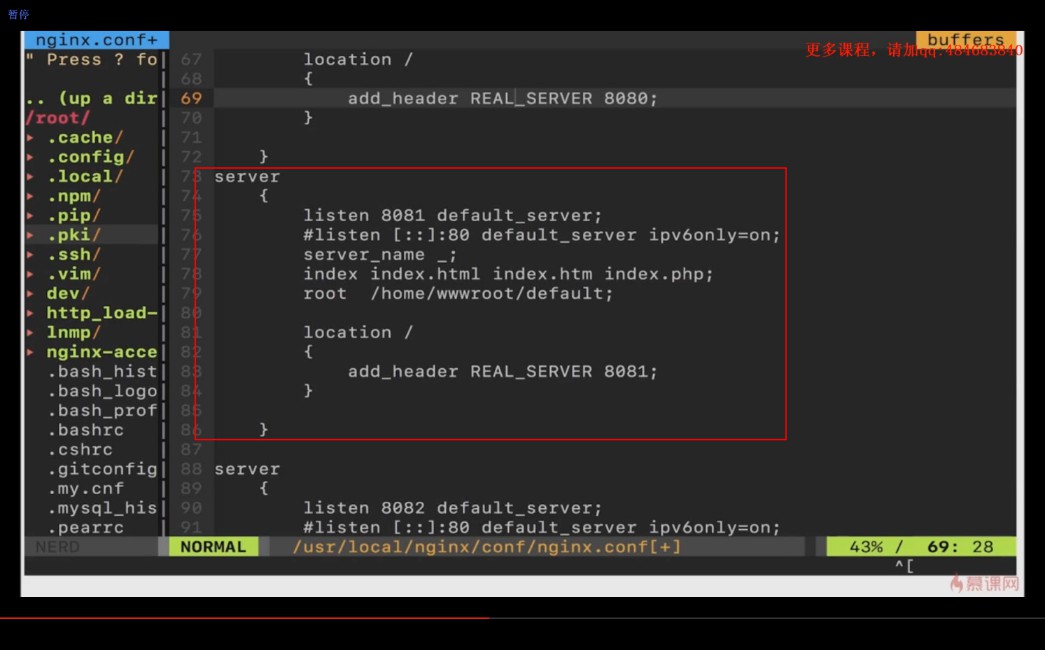 暂停
nginx.conf+
buffers
更多课程，请加qq:484683840
" Press ? fo
.. (up a dir
/root/
▸ .cache/
▸ .config/
▸ .local/
▸ .npm/
▸ .pip/
▸ .pki/
▸ .ssh/
▸ .vim/
▸ dev/
▸ http_load-
▸ lnmp/
▸ nginx-acce
.bash_hist
.bash_logo
.bash_prof
.bashrc
.cshrc
.gitconfig
.my.cnf
.mysql_his
.pearrc
67 location /
68 {
69 add_header REAL_SERVER 8080;
70 }
71
72 }
73 server
74 {
75 listen 8081 default_server;
76 #listen [::]:80 default_server ipv6only=on;
77 server_name _;
78 index index.html index.htm index.php;
79 root /home/wwwroot/default;
80
81 location /
82 {
83 add_header REAL_SERVER 8081;
84 }
85
86 }
87
88 server
89 {
90 listen 8082 default_server;
91 #listen [::]:80 default_server ipv6only=on;
NERD
NORMAL /usr/local/nginx/conf/nginx.conf[+] 43% / 69: 28
^[
慕课网